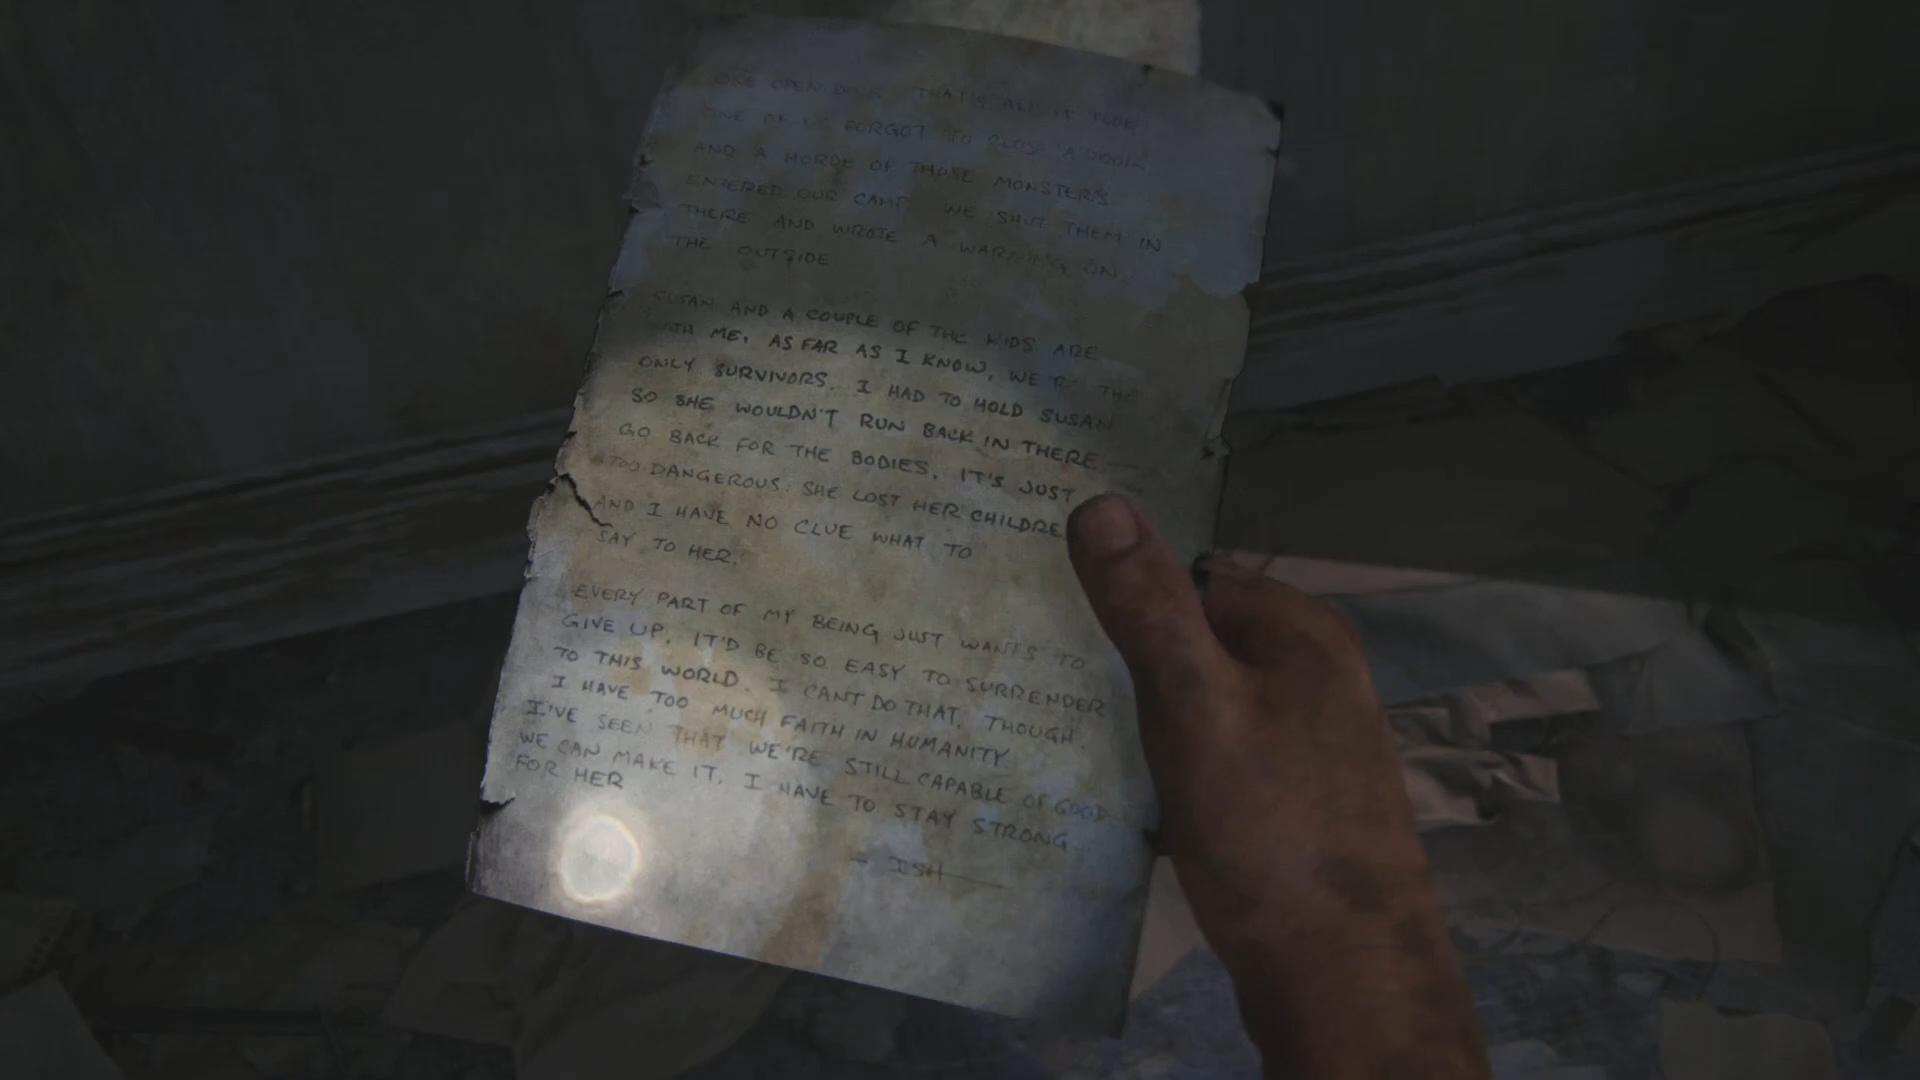 ONE OPEN DOOR. THAT'S ALL IT TOOK
ONE OF US FORGOT TO CLOSE A DOOR
AND A HORDE OF THOSE MONSTERS
ENTERED OUR CAMP. WE SHUT THEM IN
THERE AND WROTE A WARNING ON
THE OUTSIDE
SUSAN AND A COUPLE OF THE KIDS ARE
WITH ME. AS FAR AS I KNOW, WE'RE THE
ONLY SURVIVORS. I HAD TO HOLD SUSAN
SO SHE WOULDN'T RUN BACK IN THERE —
GO BACK FOR THE BODIES. IT'S JUST
TOO DANGEROUS. SHE LOST HER CHILDRE
AND I HAVE NO CLUE WHAT TO
SAY TO HER.
EVERY PART OF MY BEING JUST WANTS TO
GIVE UP. IT'D BE SO EASY TO SURRENDER
TO THIS WORLD. I CANT DO THAT, THOUGH.
I HAVE TOO MUCH FAITH IN HUMANITY
I'VE SEEN THAT WE'RE STILL CAPABLE OF GOOD.
WE CAN MAKE IT. I HAVE TO STAY STRONG
FOR HER
- ISH